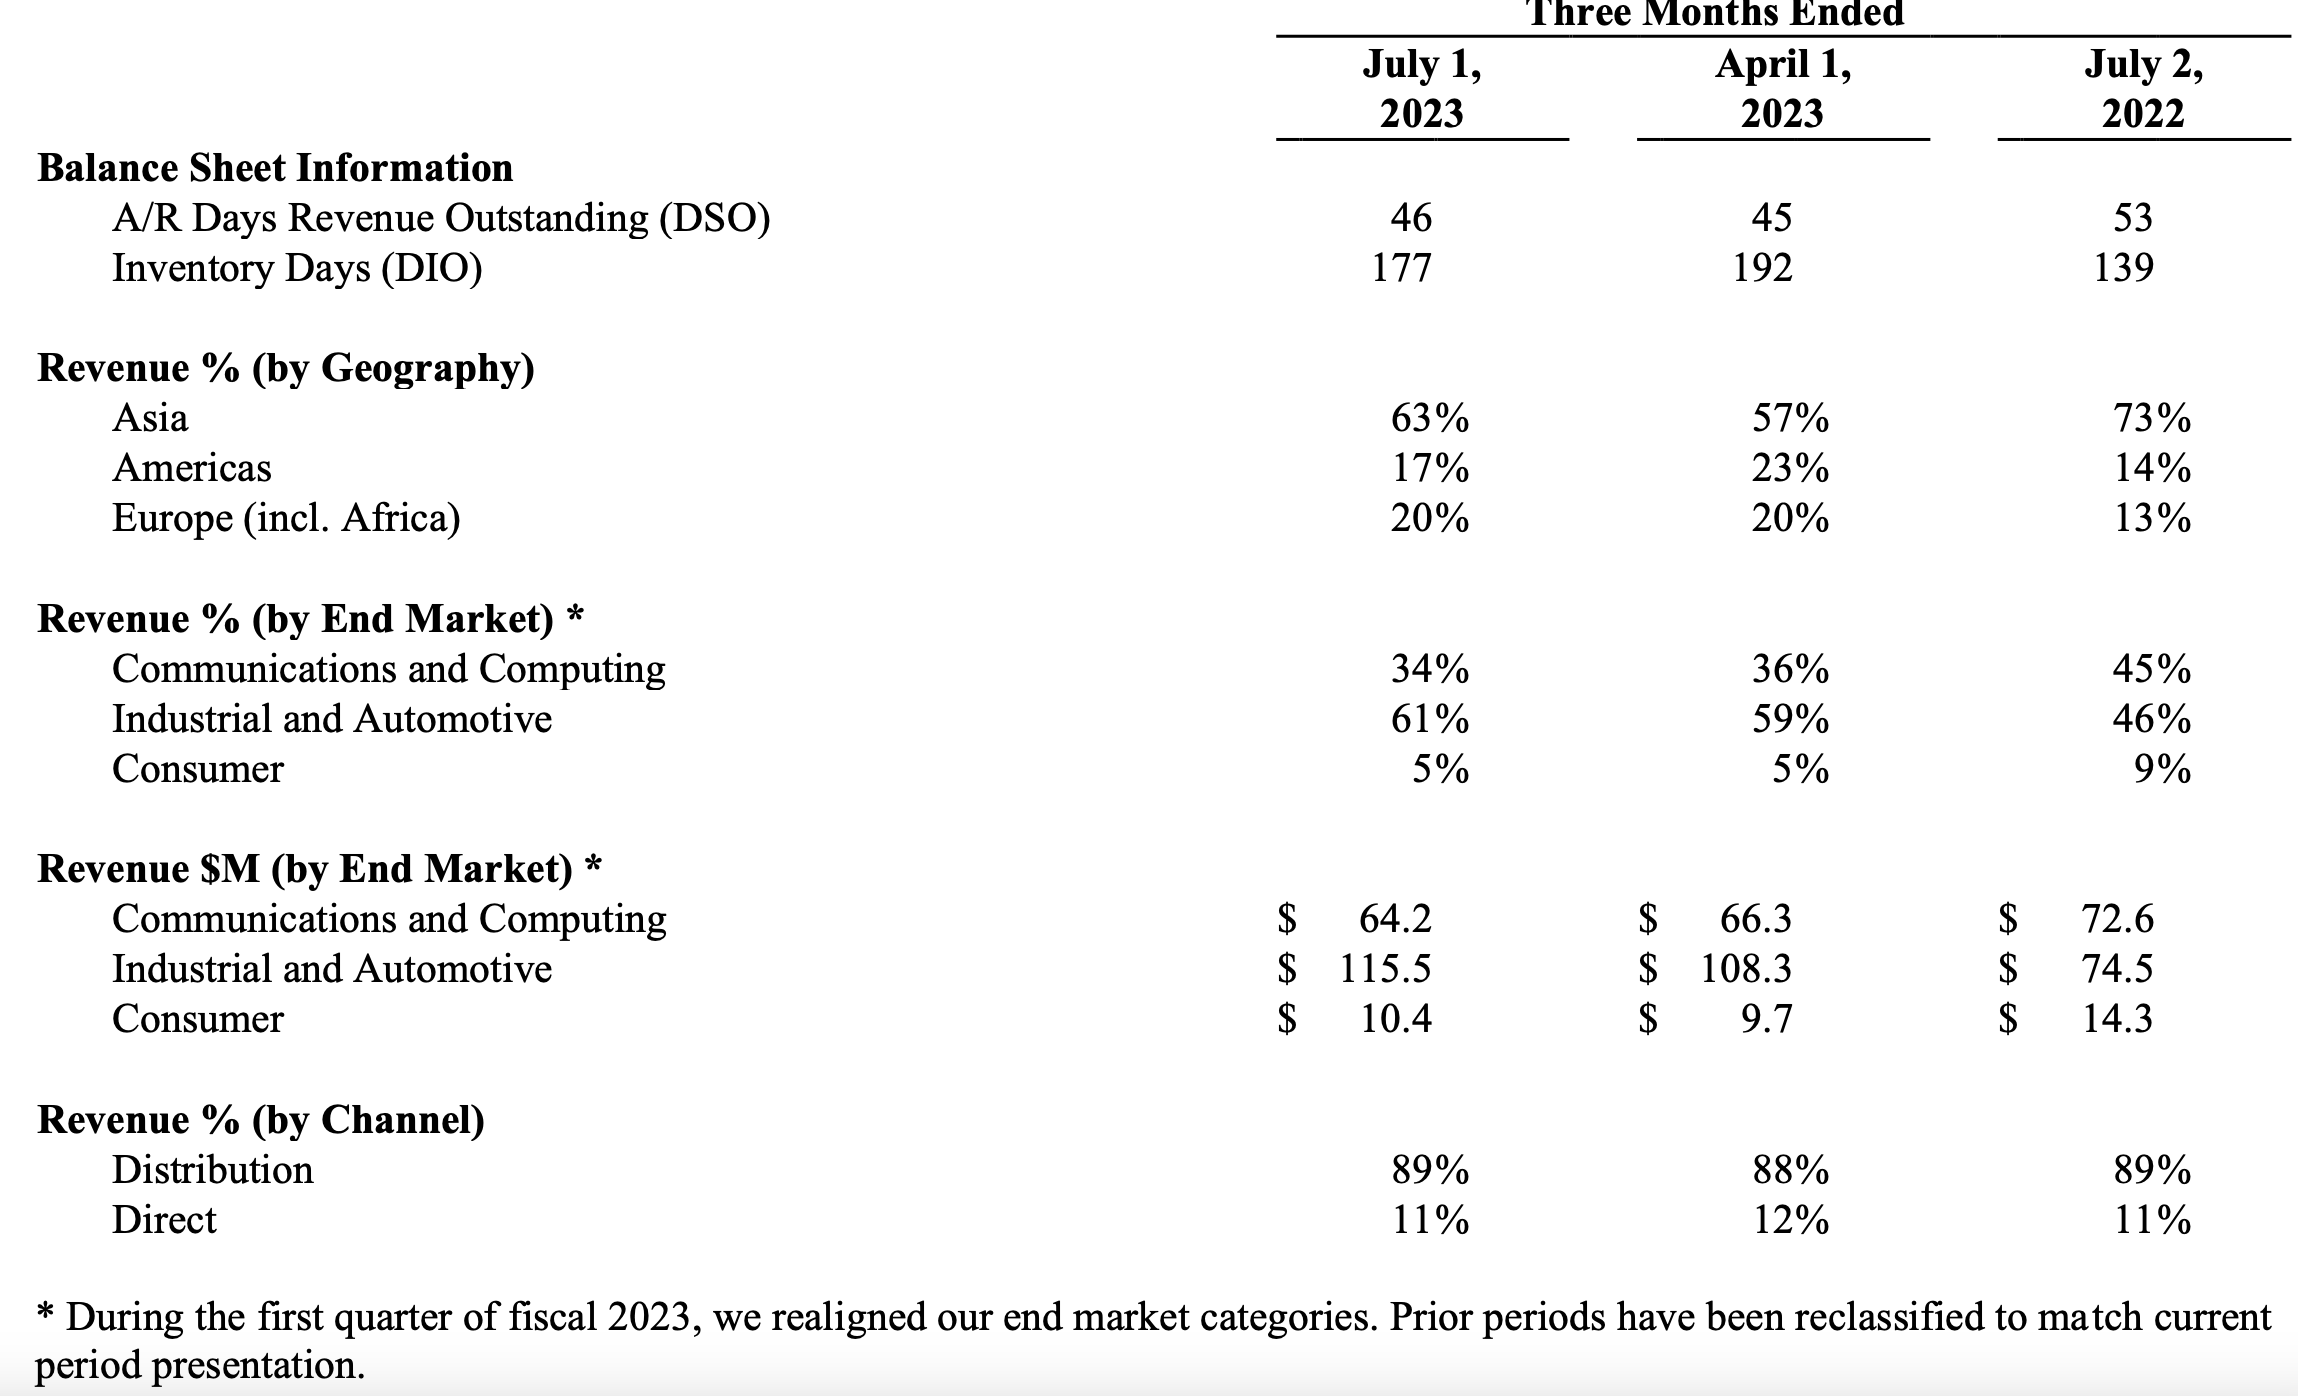 Three Months Ended
July 1, 2023 April 1, 2023 July 2, 2022
Balance Sheet Information
A/R Days Revenue Outstanding (DSO) 46 45 53
Inventory Days (DIO) 177 192 139
Revenue % (by Geography)
Asia 63% 57% 73%
Americas 17% 23% 14%
Europe (incl. Africa) 20% 20% 13%
Revenue % (by End Market) *
Communications and Computing 34% 36% 45%
Industrial and Automotive 61% 59% 46%
Consumer 5% 5% 9%
Revenue $M (by End Market) *
Communications and Computing $ 64.2 $ 66.3 $ 72.6
Industrial and Automotive $ 115.5 $ 108.3 $ 74.5
Consumer $ 10.4 $ 9.7 $ 14.3
Revenue % (by Channel)
Distribution 89% 88% 89%
Direct 11% 12% 11%
* During the first quarter of fiscal 2023, we realigned our end market categories. Prior periods have been reclassified to match current
period presentation.